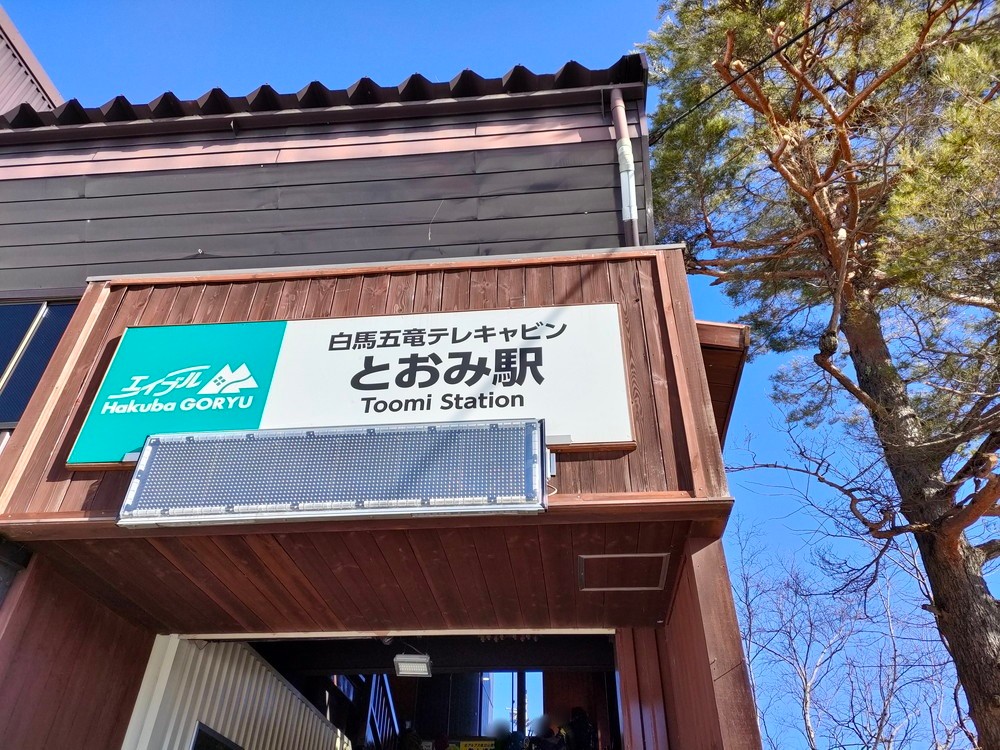 エイブル
Hakuba GORYU
白馬五竜テレキャビン
とおみ駅
Toomi Station